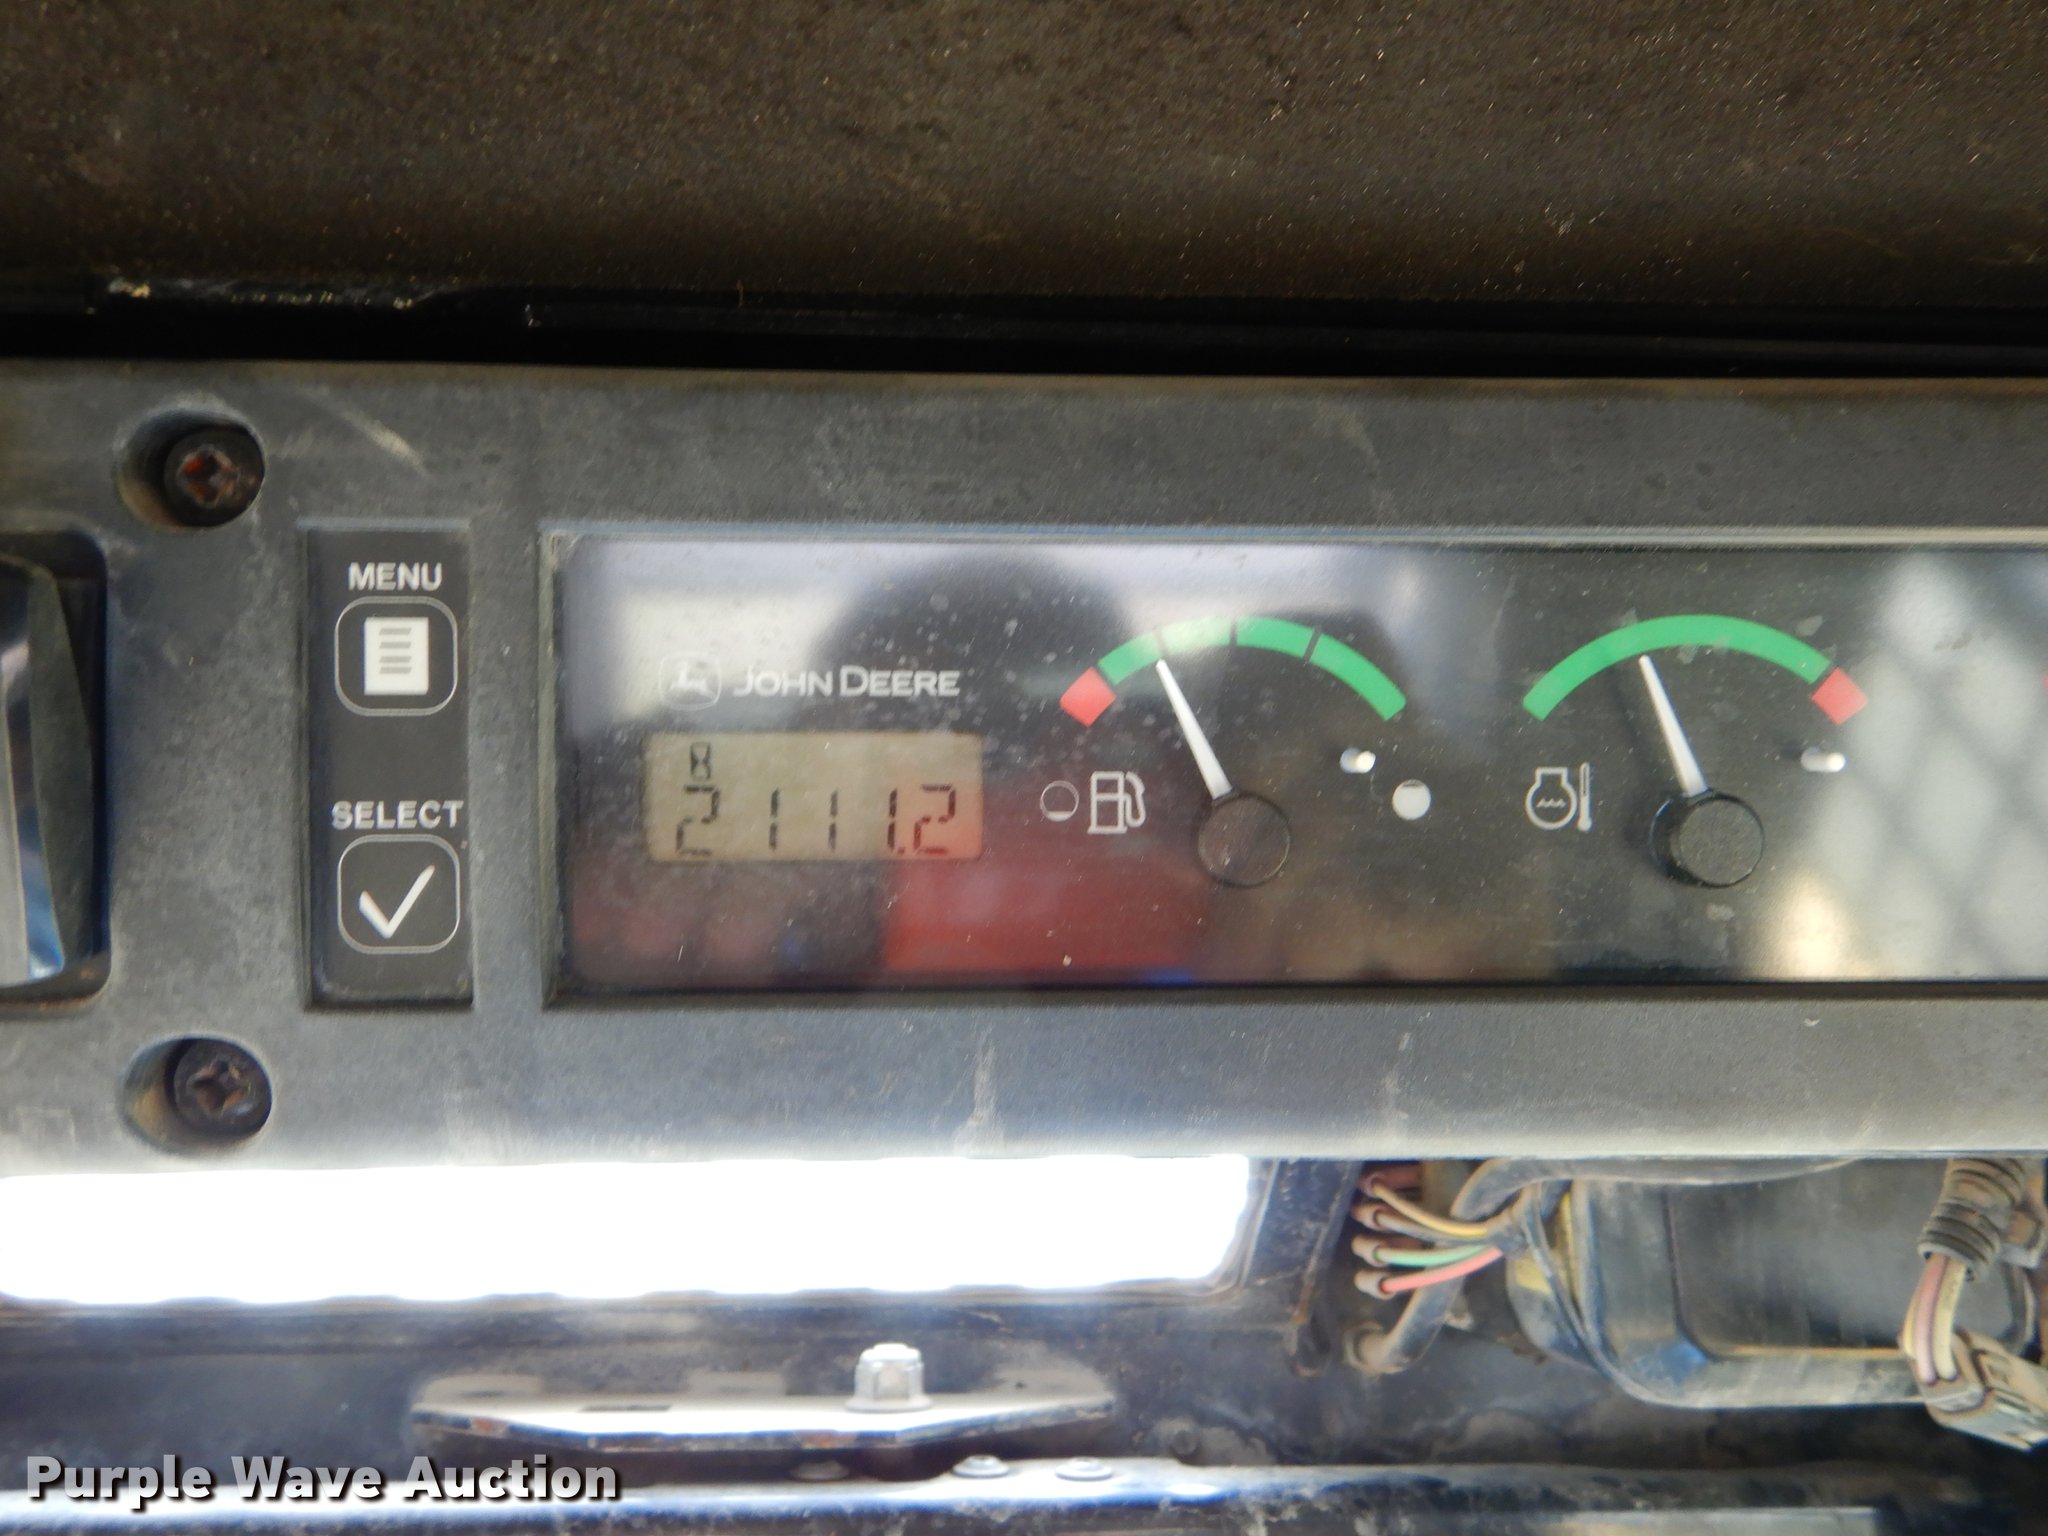 MENU
SELECT
JOHN DEERE
2111.2
Purple Wave Auction